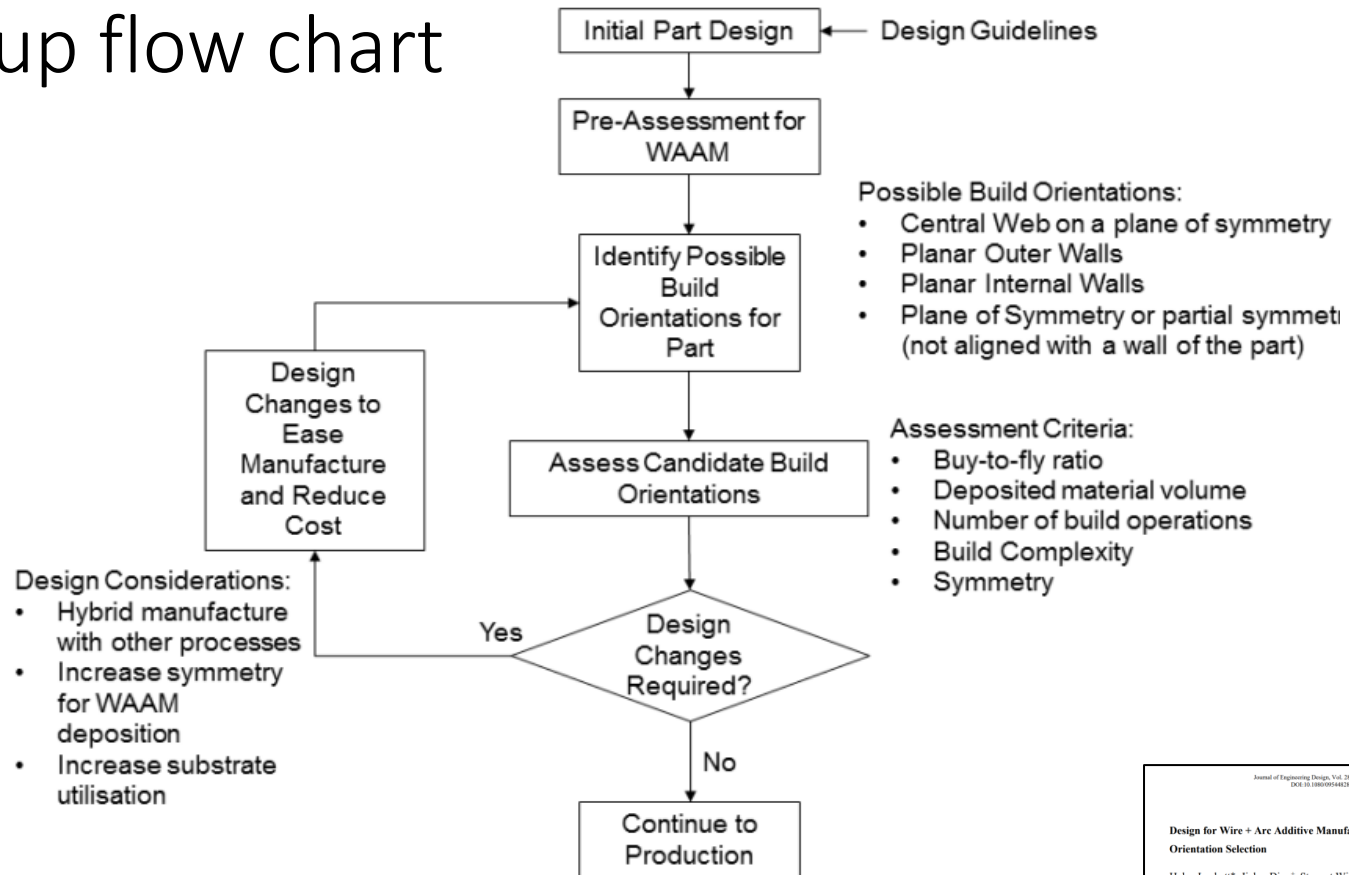 up flow chart
Initial Part Design
Design Guidelines
Pre-Assessment for
WAAM
Identify Possible
Build
Orientations for
Part
Possible Build Orientations:
• Central Web on a plane of symmetry
• Planar Outer Walls
• Planar Internal Walls
• Plane of Symmetry or partial
(not aligned with a wall of the part)
Design
Changes to
Ease
Manufacture
and Reduce
Cost
Assess Candidate Build
Orientations
Assessment Criteria:
• Buy-to-fly ratio
• Deposited material volume
• Number of build operations
• Build Complexity
• Symmetry
Design Considerations:
• Hybrid manufacture
with other processes
• Increase symmetry
for WAAM
deposition
• Increase substrate
utilisation
Yes
Design
Changes
Required?
No
Continue to
Production
Journal of Engineering Design, Vol.
Design for Wire + Arc Additive
Orientation Selection